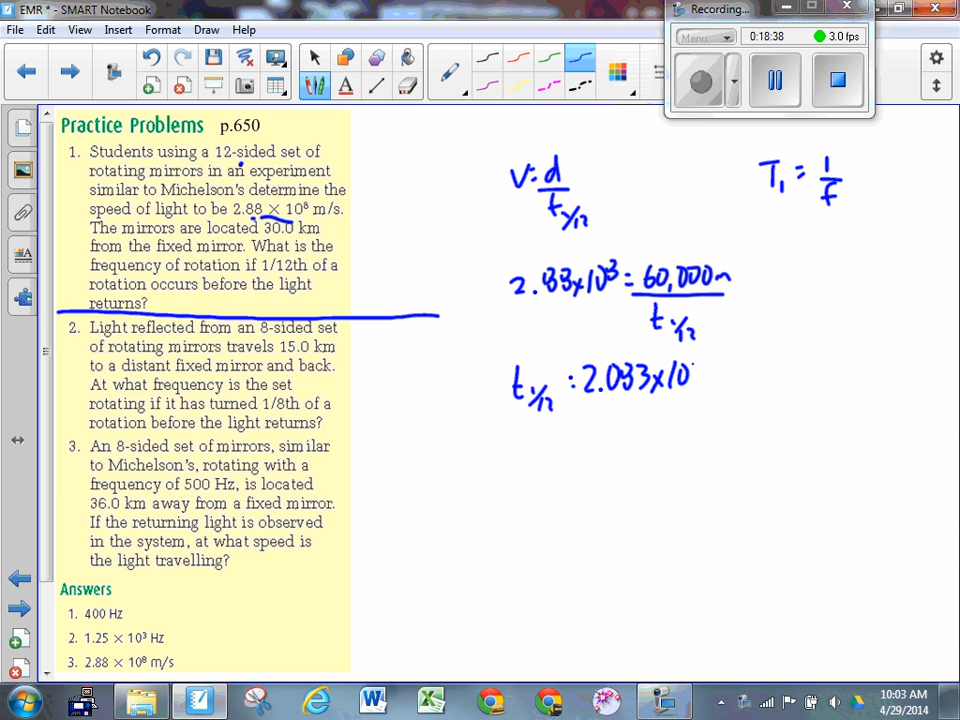 EMR * - SMART Notebook
Recording...
File Edit View Insert Format Draw Help
Menu
0:18:38
3.0 fps
Practice Problems p.650
1. Students using a 12-sided set of
rotating mirrors in an experiment
similar to Michelson's determine the
speed of light to be 2.88 × 10⁸ m/s.
The mirrors are located 30.0 km
from the fixed mirror. What is the
frequency of rotation if 1/12th of a
rotation occurs before the light
returns?
2. Light reflected from an 8-sided set
of rotating mirrors travels 15.0 km
to a distant fixed mirror and back.
At what frequency is the set
rotating if it has turned 1/8th of a
rotation before the light returns?
3. An 8-sided set of mirrors, similar
to Michelson's, rotating with a
frequency of 500 Hz, is located
36.0 km away from a fixed mirror.
If the returning light is observed
in the system, at what speed is
the light travelling?
Answers
1. 400 Hz
2. 1.25 × 10³ Hz
3. 2.88 × 10⁸ m/s
v = d / t 1/12
T₁ = 1 / f
2.88x10⁸ = 60,000m / t 1/12
t 1/12 = 2.083x10
10:03 AM
4/29/2014